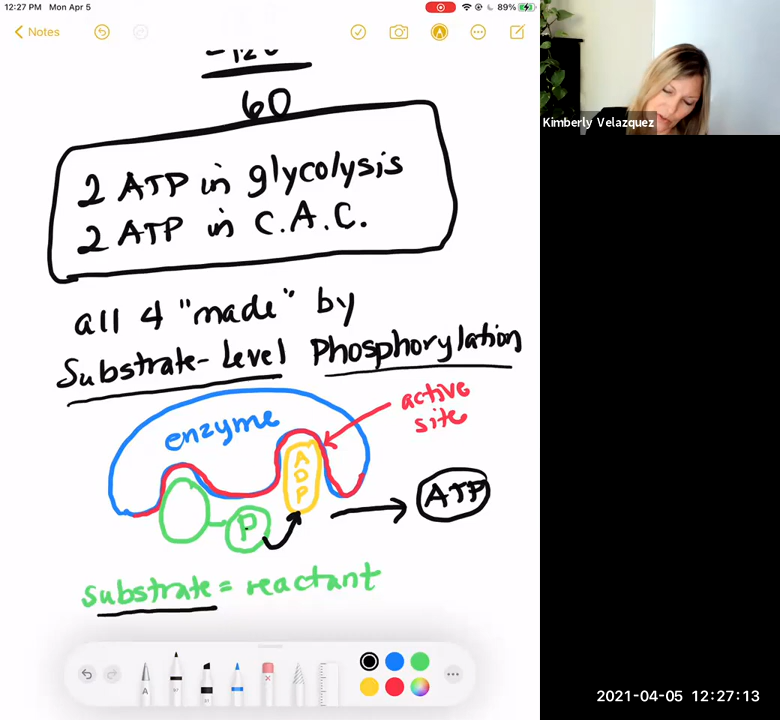 12:27 PM Mon Apr 5
89%
Notes
60
2 ATP in glycolysis
2 ATP in C.A.C.
all 4 "made" by
Substrate-Level Phosphorylation
active
site
enzyme
ADP
ATP
P
substrate = reactant
Kimberly Velazquez
2021-04-05 12:27:13